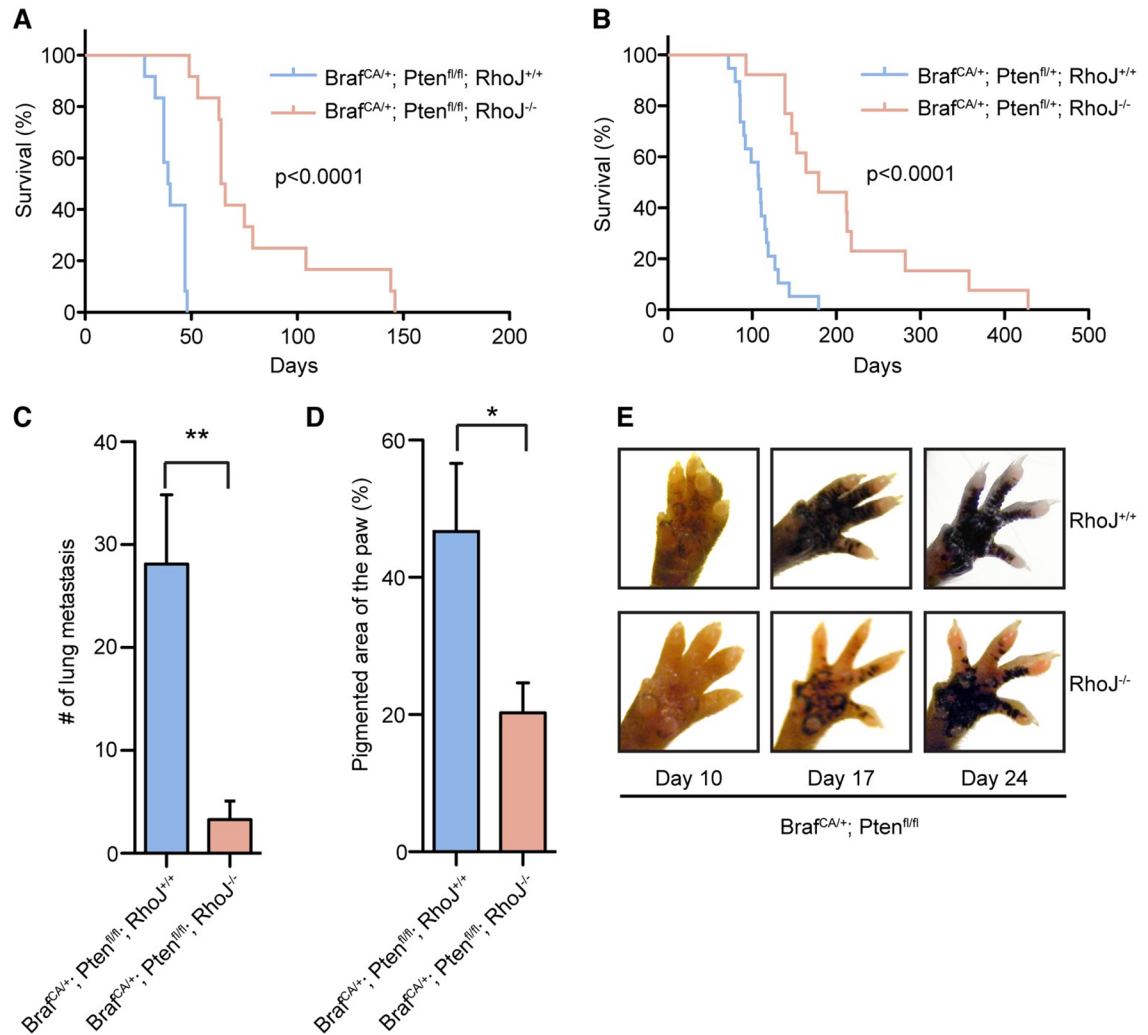 A
Survival (%)
100
80
60
40
20
0
0 50 100 150 200
Days
Braf^CA/+; Pten^fl/fl; RhoJ^+/+
Braf^CA/+; Pten^fl/fl; RhoJ^-/-
p<0.0001
B
Survival (%)
100
80
60
40
20
0
0 100 200 300 400 500
Days
Braf^CA/+; Pten^fl/+; RhoJ^+/+
Braf^CA/+; Pten^fl/+; RhoJ^-/-
p<0.0001
C
# of lung metastasis
40
30
20
10
0
**
Braf^CA/+; Pten^fl/fl; RhoJ^+/+
Braf^CA/+; Pten^fl/fl; RhoJ^-/-
D
Pigmented area of the paw (%)
60
40
20
0
*
Braf^CA/+; Pten^fl/fl; RhoJ^+/+
Braf^CA/+; Pten^fl/fl; RhoJ^-/-
E
RhoJ^+/+
RhoJ^-/-
Day 10 Day 17 Day 24
Braf^CA/+; Pten^fl/fl